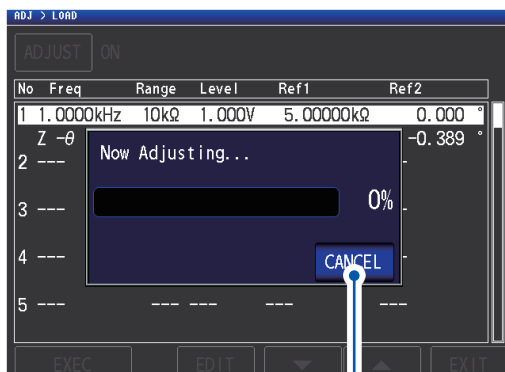 ADJ > LOAD
ADJUST ON
No Freq Range Level Ref1 Ref2
1 1.0000kHz 10kΩ 1.000V 5.00000kΩ 0.000 °
Z -θ -0.389 °
2 --- -
Now Adjusting...
3 --- 0% -
4 --- -
CANCEL
5 --- --- --- --- ---
EXEC EDIT ▼ ▲ EXIT